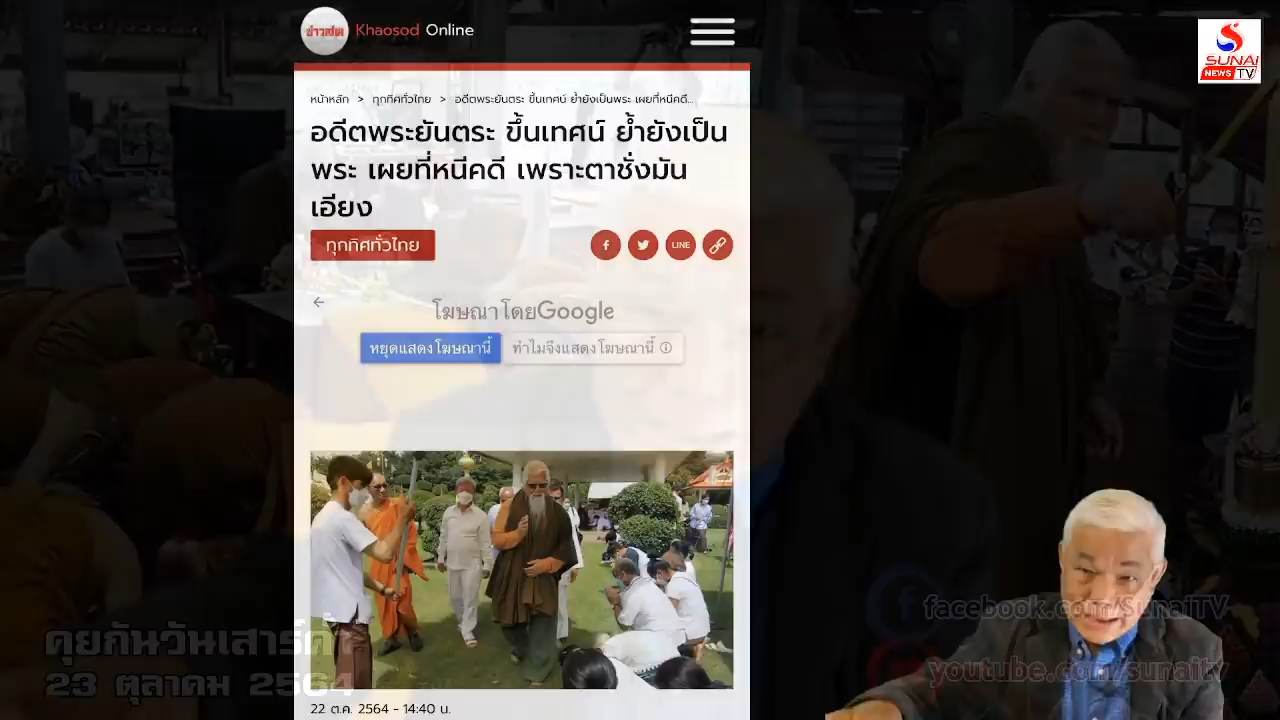 ข่าวสด Khaosod Online
SUNAI
NEWS TV
หน้าหลัก > ทุกทิศทั่วไทย > อดีตพระยันตระ ขึ้นเทศน์ ย้ำยังเป็นพระ เผยที่หนีคดี...
อดีตพระยันตระ ขึ้นเทศน์ ย้ำยังเป็น
พระ เผยที่หนีคดี เพราะตาชั่งมัน
เอียง
ทุกทิศทั่วไทย
LINE
โฆษณาโดยGoogle
หยุดแสดงโฆษณานี้ ทำไมจึงแสดงโฆษณานี้
facebook.com/SunaiTV
คุยกันวันเสาร์ค่ำ
youtube.com/sunaitv
23 ตุลาคม 2564
22 ต.ค. 2564 - 14:40 น.